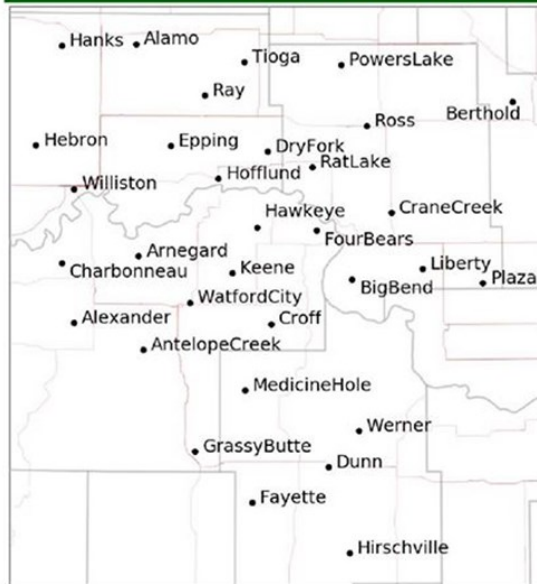 Hanks
Alamo
Tioga
PowersLake
Ray
Berthold
Ross
Hebron
Epping
DryFork
RatLake
Hofflund
Williston
Hawkeye
CraneCreek
FourBears
Arnegard
Charbonneau
Keene
Liberty
Plaza
BigBend
WatfordCity
Alexander
Croff
AntelopeCreek
MedicineHole
Werner
GrassyButte
Dunn
Fayette
Hirschville